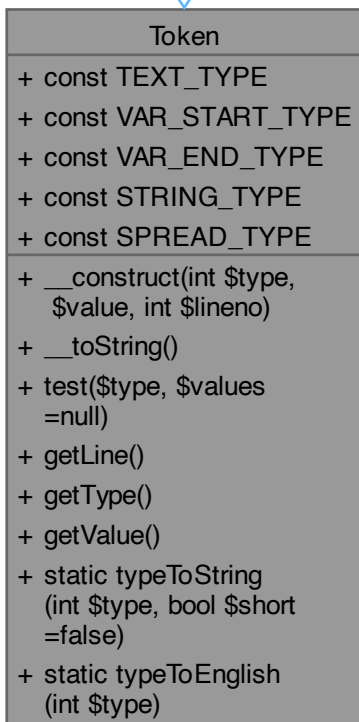 Token
+ const TEXT_TYPE
+ const VAR_START_TYPE
+ const VAR_END_TYPE
+ const STRING_TYPE
+ const SPREAD_TYPE
+ __construct(int $type,
$value, int $lineno)
+ __toString()
+ test($type, $values
=null)
+ getLine()
+ getType()
+ getValue()
+ static typeToString
(int $type, bool $short
=false)
+ static typeToEnglish
(int $type)